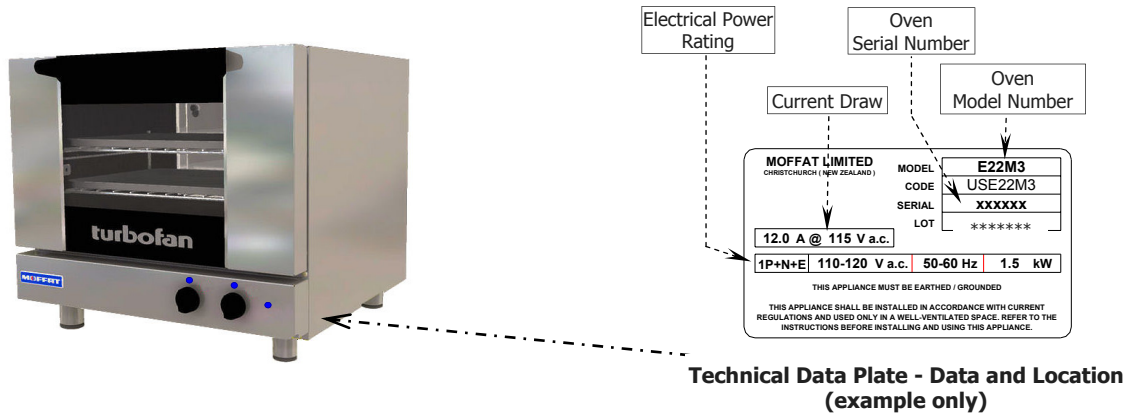 Electrical Power
Rating
Oven
Serial Number
Oven
Model Number
Current Draw
MOFFAT LIMITED
CHRISTCHURCH ( NEW ZEALAND )
MODEL E22M3
CODE USE22M3
SERIAL xxxxxx
LOT *******
12.0 A @ 115 V a.c.
1P+N+E 110-120 V a.c. 50-60 Hz 1.5 kW
THIS APPLIANCE MUST BE EARTHED / GROUNDED
THIS APPLIANCE SHALL BE INSTALLED IN ACCORDANCE WITH CURRENT
REGULATIONS AND USED ONLY IN A WELL-VENTILATED SPACE. REFER TO THE
INSTRUCTIONS BEFORE INSTALLING AND USING THIS APPLIANCE.
turbofan
MOFFAT
Technical Data Plate - Data and Location
(example only)